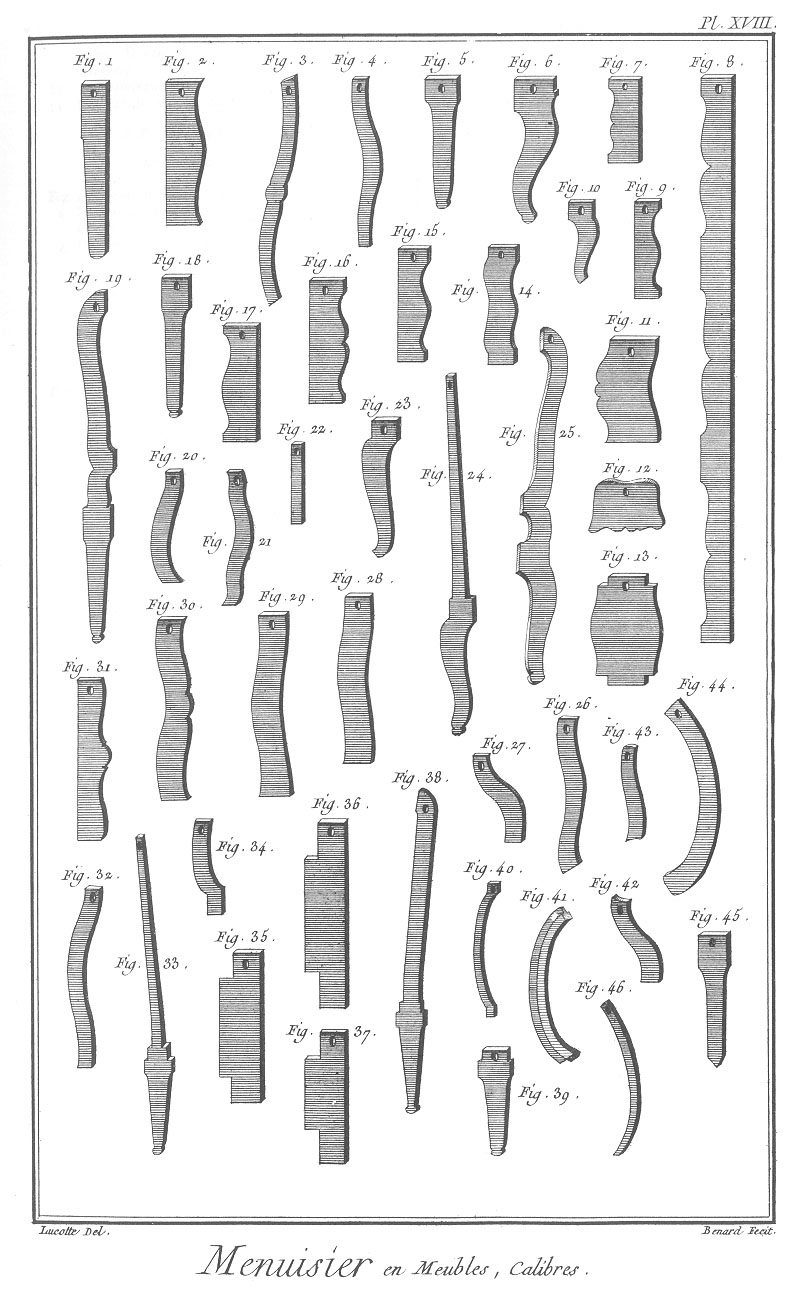 Pl. XVIII.
Fig. 1
Fig. 2.
Fig. 3.
Fig. 4.
Fig. 5.
Fig. 6.
Fig. 7.
Fig. 8.
Fig. 10
Fig. 9.
Fig. 15.
Fig. 18.
Fig. 16.
Fig. 19.
Fig. 14.
Fig. 17.
Fig. 11
Fig. 23.
Fig. 22.
Fig. 25.
Fig. 20.
Fig. 24.
Fig. 12.
Fig. 21
Fig. 13
Fig. 28.
Fig. 29.
Fig. 30.
Fig. 31.
Fig. 44.
Fig. 26.
Fig. 43.
Fig. 27.
Fig. 38.
Fig. 36.
Fig. 34.
Fig. 32.
Fig. 40.
Fig. 42
Fig. 41.
Fig. 45.
Fig. 35.
Fig. 33.
Fig. 46.
Fig. 37.
Fig. 39.
Lucotte Del.
Benard Fecit.
Menuisier en Meubles, Calibres.